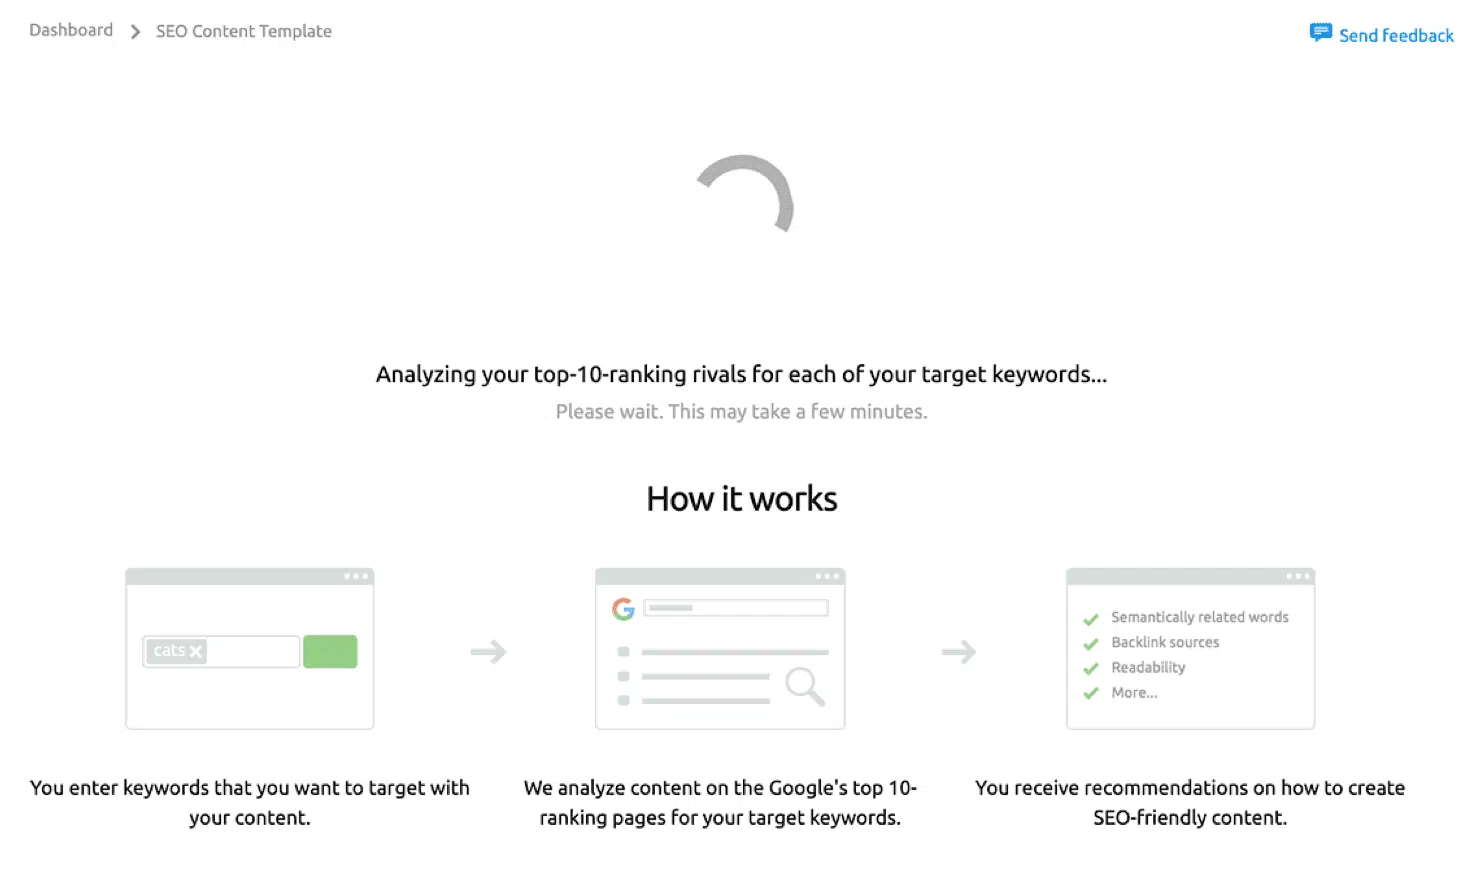 Dashboard
SEO Content Template
Send feedback
Analyzing your top-10-ranking rivals for each of your target keywords...
Please wait. This may take a few minutes.
How it works
cats
Semantically related words
Backlink sources
Readability
More...
You enter keywords that you want to target with
your content.
We analyze content on the Google's top 10-
ranking pages for your target keywords.
You receive recommendations on how to create
SEO-friendly content.